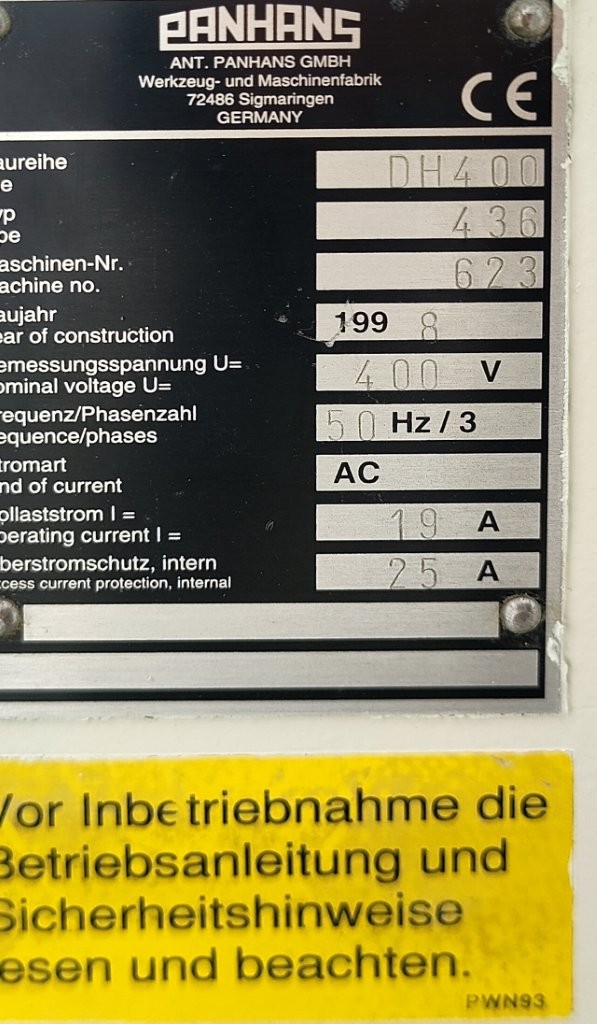 PANHANS
ANT. PANHANS GMBH
Werkzeug- und Maschinenfabrik
72486 Sigmaringen
GERMANY
CE
aureihe DH400
e
yp 436
pe
aschinen-Nr. 623
achine no.
aujahr 199 8
ear of construction
emessungsspannung U= 400 V
ominal voltage U=
requenz/Phasenzahl 50 Hz / 3
equence/phases
tromart AC
nd of current
ollaststrom I = 19 A
perating current I =
berstromschutz, intern 25 A
cess current protection, internal
Vor Inbetriebnahme die
Betriebsanleitung und
Sicherheitshinweise
esen und beachten.
PWN93